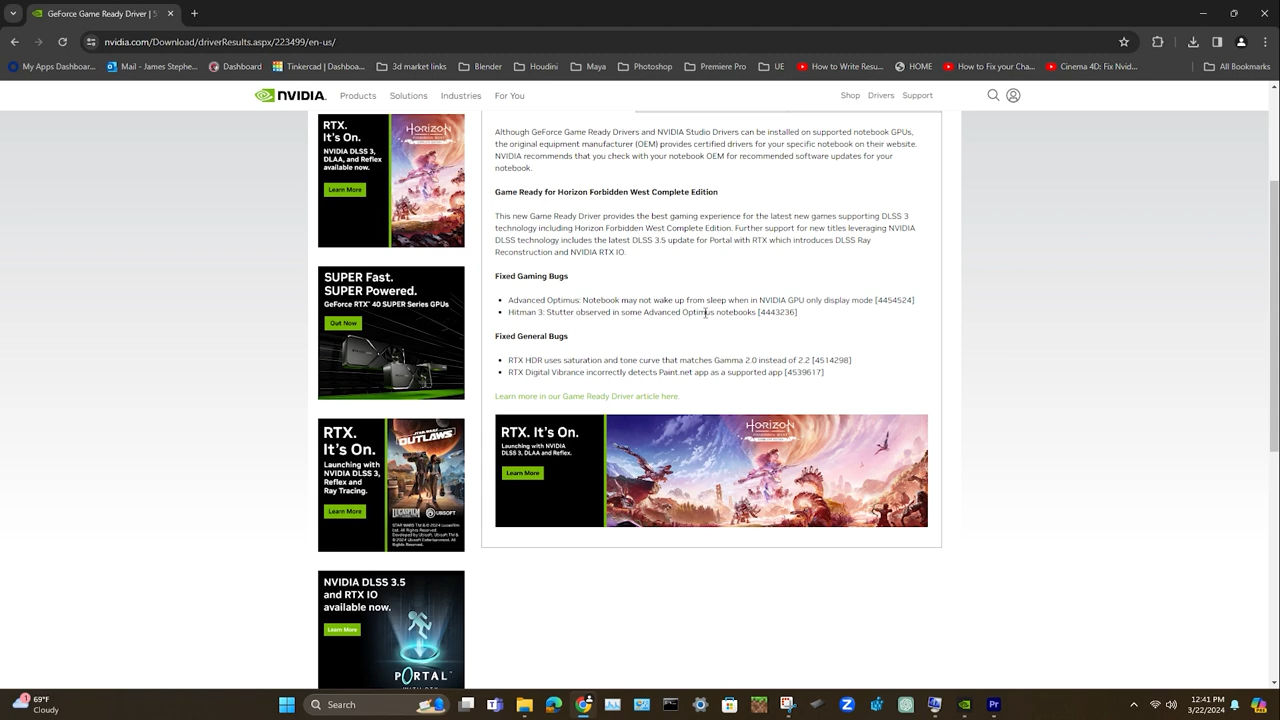 GeForce Game Ready Driver | 5
nvidia.com/Download/driverResults.aspx/223499/en-us/
My Apps Dashboar...
Mail - James Stephe...
Dashboard
Tinkercad | Dashbo...
3d market links
Blender
Houdini
Maya
Photoshop
Premiere Pro
UE
How to Write Resu...
HOME
How to You Crea...
Cinema 4D: Fix Nvid...
All Bookmarks
NVIDIA.
Products
Solutions
Industries
For You
Shop
Drivers
Support
RTX.
It's On.
NVIDIA DLSS 3,
DLAA, and Reflex
available now.
Learn More
HORIZON
SUPER Fast.
SUPER Powered.
GeForce RTX™ 40 SUPER Series GPUs
Out Now
RTX.
It's On.
Launching with
NVIDIA DLSS 3,
Reflex and
Ray Tracing.
Learn More
STAR WARS
OUTLAWS
LUCASFILM GAMES
UBISOFT
NVIDIA DLSS 3.5
and RTX IO
available now.
Learn More
PORTAL™
WITH RTX
Although GeForce Game Ready Drivers and NVIDIA Studio Drivers can be installed on supported notebook GPUs,
the original equipment manufacturer (OEM) provides certified drivers for your specific notebook on their website.
NVIDIA recommends that you check with your notebook OEM for recommended software updates for your
notebook.
Game Ready for Horizon Forbidden West Complete Edition
This new Game Ready Driver provides the best gaming experience for the latest new games supporting DLSS 3
technology including Horizon Forbidden West Complete Edition. Further support for new titles leveraging NVIDIA
DLSS technology includes the latest DLSS 3.5 update for Portal with RTX which introduces DLSS Ray
Reconstruction and NVIDIA RTX IO.
Fixed Gaming Bugs
• Advanced Optimus: Notebook may not wake up from sleep when in NVIDIA GPU only display mode [4454524]
• Hitman 3: Stutter observed in some Advanced Optimus notebooks [4443236]
Fixed General Bugs
• RTX HDR uses saturation and tone curve that matches Gamma 2.0 instead of 2.2 [4514298]
• RTX Digital Vibrance incorrectly detects Paint.net app as a supported app [4539617]
Learn more in our Game Ready Driver article here.
RTX. It's On.
Launching with NVIDIA
DLSS 3, DLAA and Reflex.
Learn More
HORIZON
69°F
Cloudy
Search
12:41 PM
3/22/2024